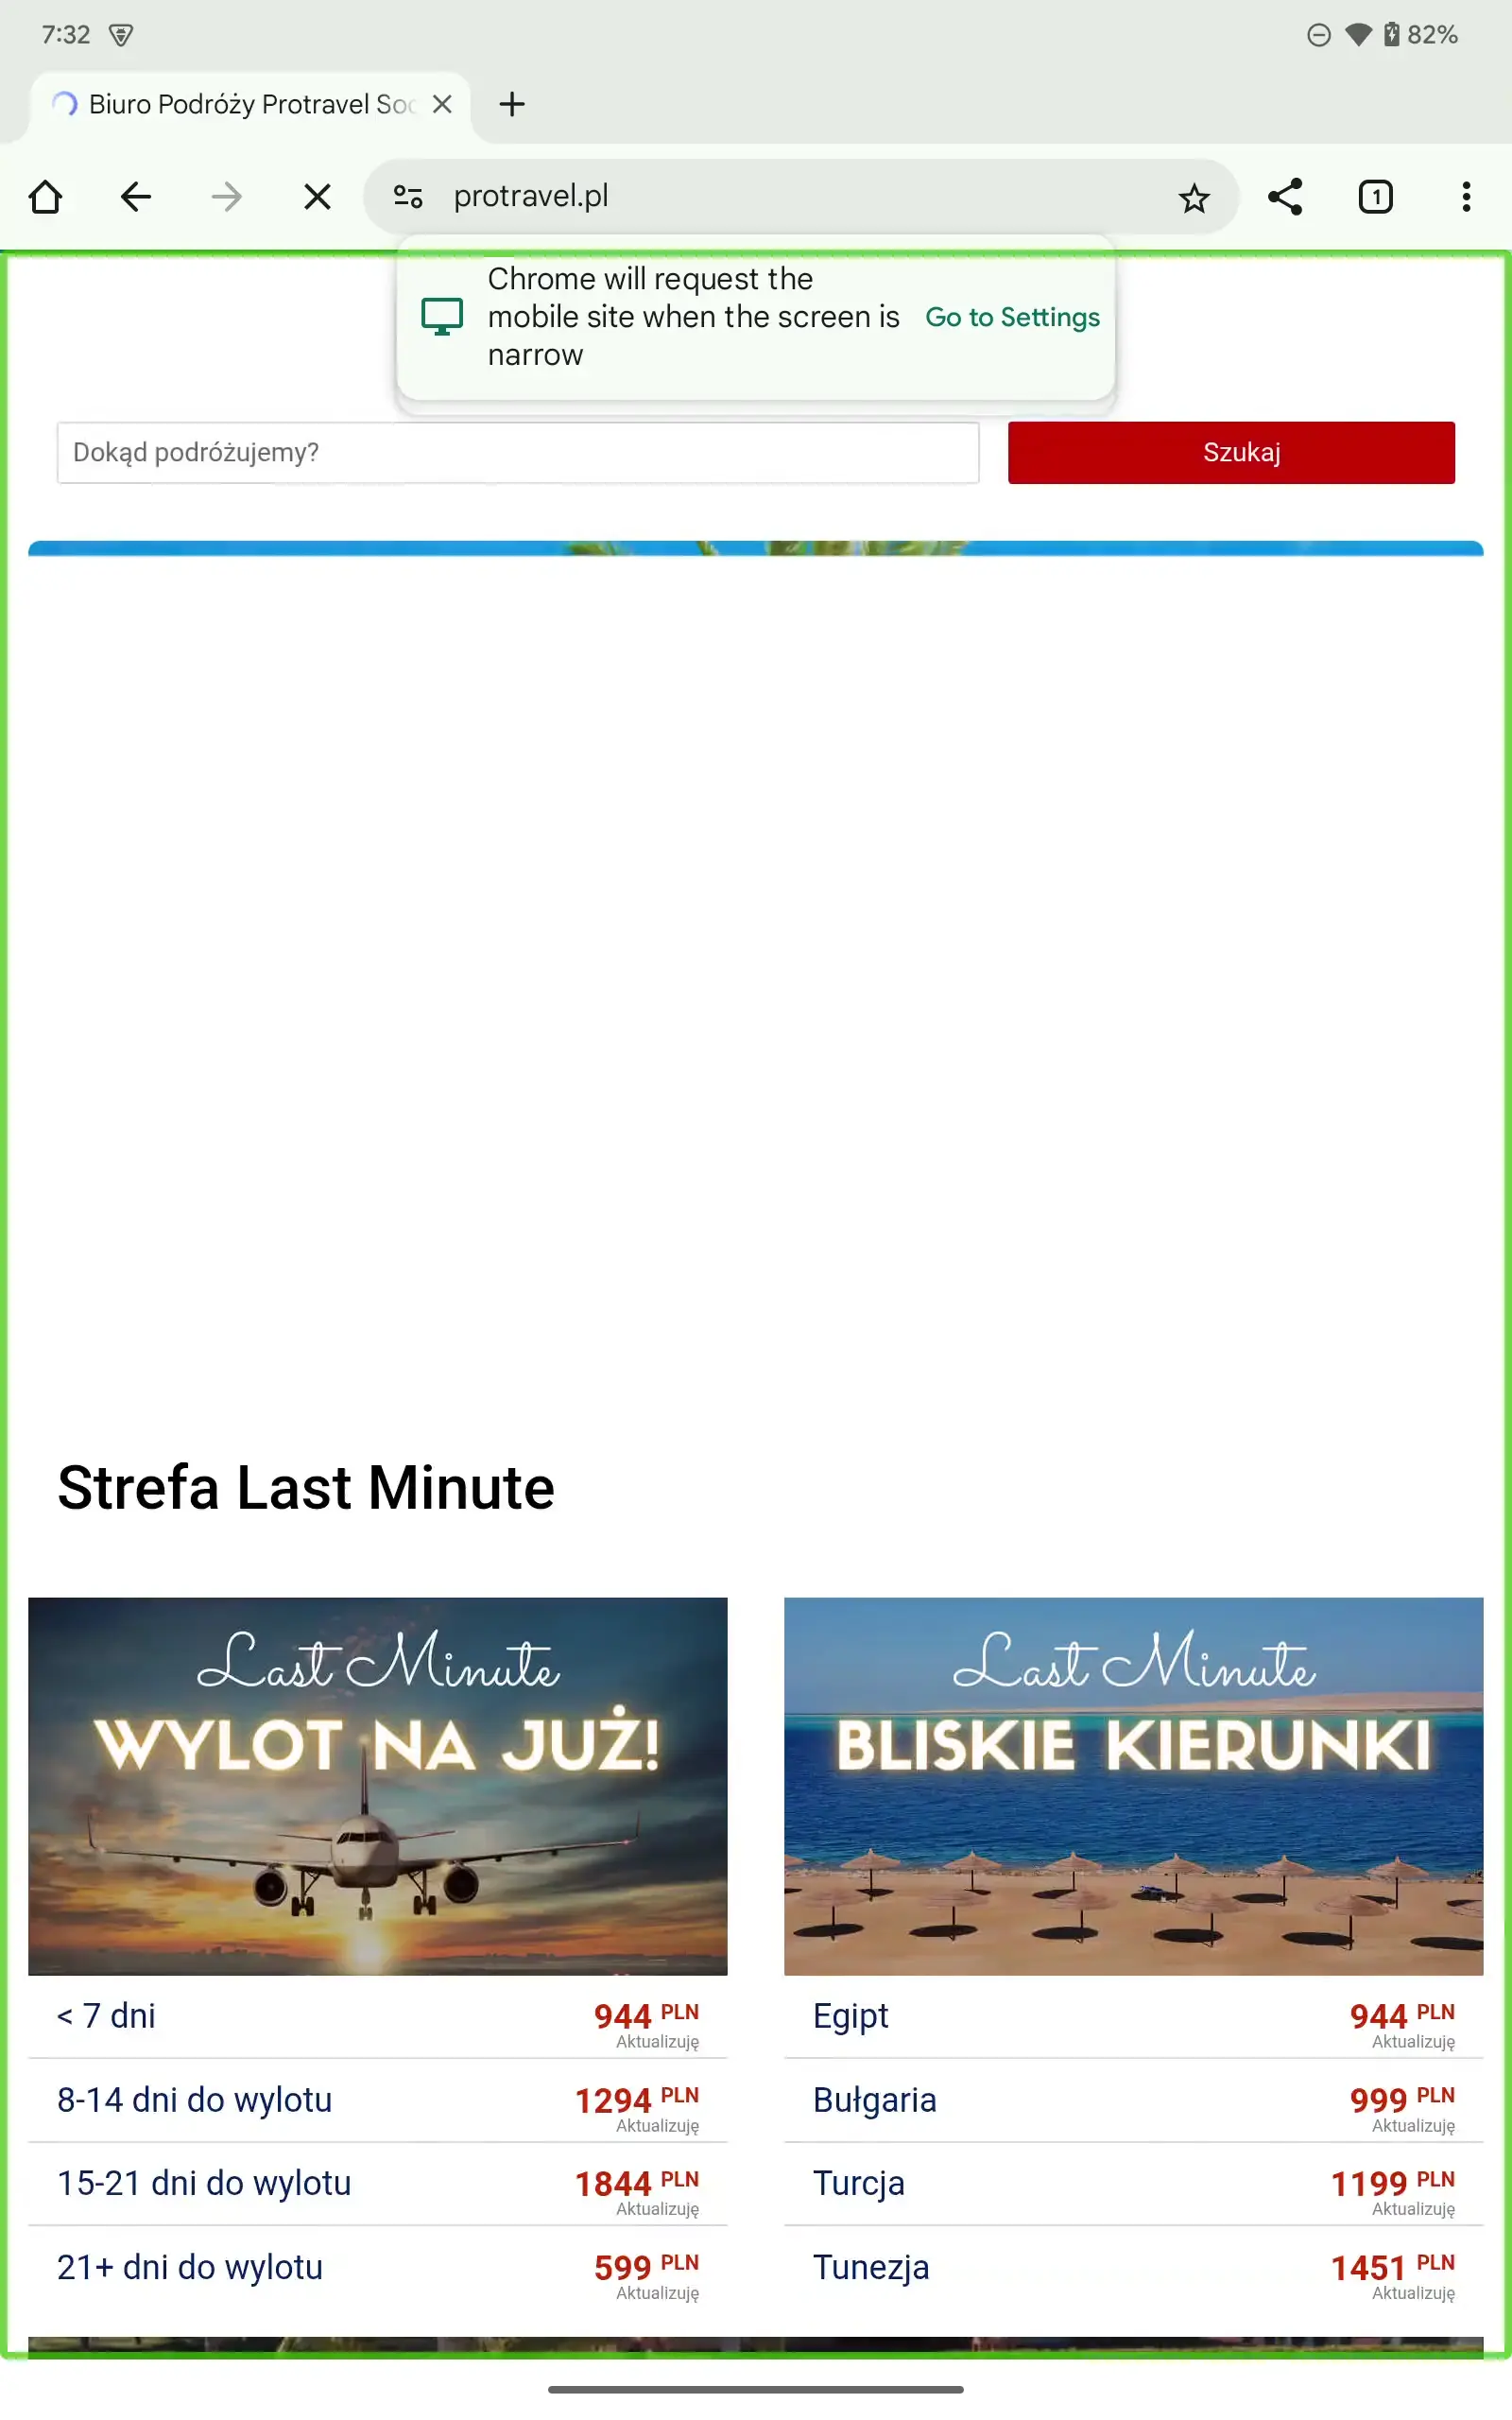 7:32
82%
Biuro Podróży Protravel Soc
protravel.pl
1
Chrome will request the
mobile site when the screen is
narrow
Go to Settings
Dokąd podróżujemy?
Szukaj
Strefa Last Minute
Last Minute
WYLOT NA JUŻ!
< 7 dni
944 PLN
Aktualizuję
8-14 dni do wylotu
1294 PLN
Aktualizuję
15-21 dni do wylotu
1844 PLN
Aktualizuję
21+ dni do wylotu
599 PLN
Aktualizuję
Last Minute
BLISKIE KIERUNKI
Egipt
944 PLN
Aktualizuję
Bułgaria
999 PLN
Aktualizuję
Turcja
1199 PLN
Aktualizuję
Tunezja
1451 PLN
Aktualizuję